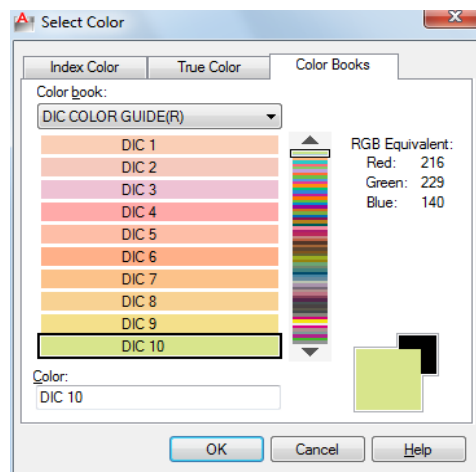 Select Color
Index Color
True Color
Color Books
Color book:
DIC COLOR GUIDE(R)
DIC 1
DIC 2
DIC 3
DIC 4
DIC 5
DIC 6
DIC 7
DIC 8
DIC 9
DIC 10
RGB Equivalent:
Red: 216
Green: 229
Blue: 140
Color:
DIC 10
OK
Cancel
Help